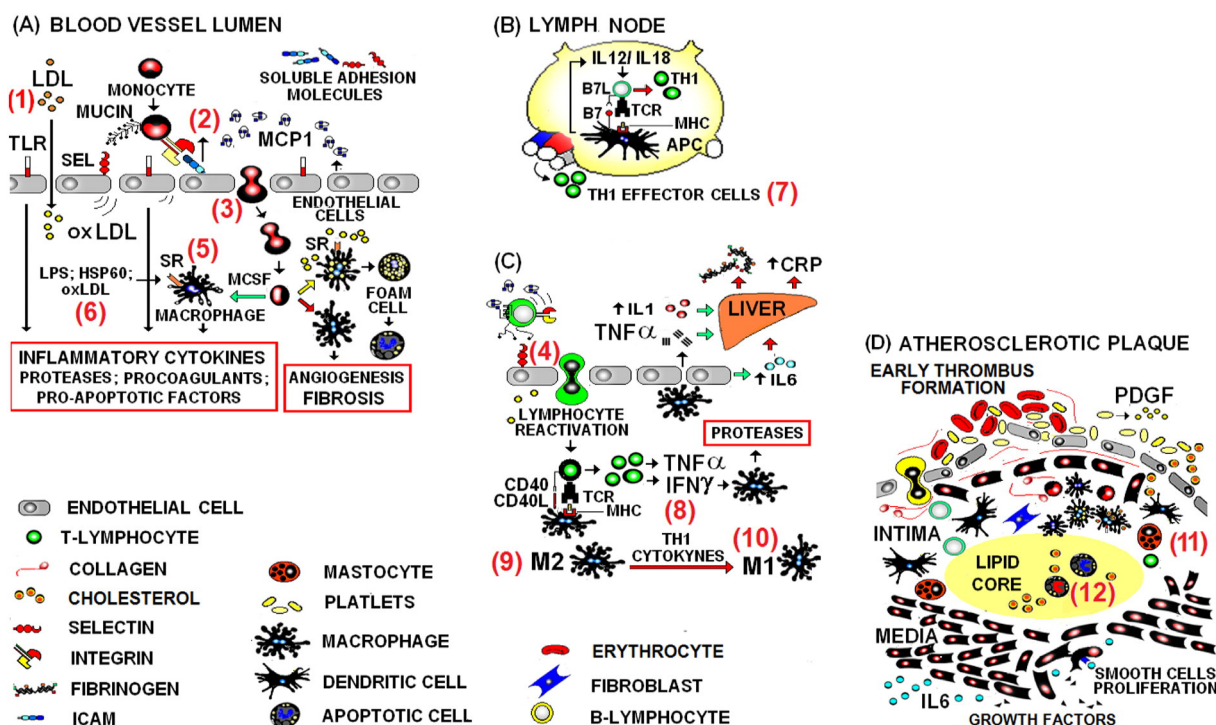 (A) BLOOD VESSEL LUMEN
LDL
(1)
MONOCYTE
SOLUBLE ADHESION
MOLECULES
MUCIN
(2)
TLR
SEL
MCP1
(3)
ENDOTHELIAL
CELLS
oxLDL
(5)
SR
SR
LPS; HSP60;
oxLDL
(6)
MCSF
MACROPHAGE
FOAM
CELL
INFLAMMATORY CYTOKINES
PROTEASES; PROCOAGULANTS;
PRO-APOPTOTIC FACTORS
ANGIOGENESIS
FIBROSIS
(B) LYMPH NODE
IL12/ IL18
B7L
TH1
TCR
B7
MHC
APC
TH1 EFFECTOR CELLS (7)
(C)
↑CRP
↑IL1
TNFα
LIVER
(4)
↑IL6
LYMPHOCYTE
REACTIVATION
PROTEASES
CD40
CD40L
TCR
MHC
TNFα
IFNγ
(8)
(9) M2
TH1
CYTOKYNES
(10)
M1
(D) ATHEROSCLEROTIC PLAQUE
EARLY THROMBUS
FORMATION
PDGF
INTIMA
(11)
LIPID
CORE
(12)
MEDIA
SMOOTH CELLS
PROLIFERATION
IL6
GROWTH FACTORS
ENDOTHELIAL CELL
T-LYMPHOCYTE
COLLAGEN
CHOLESTEROL
SELECTIN
INTEGRIN
FIBRINOGEN
ICAM
MASTOCYTE
PLATLETS
MACROPHAGE
DENDRITIC CELL
APOPTOTIC CELL
ERYTHROCYTE
FIBROBLAST
B-LYMPHOCYTE